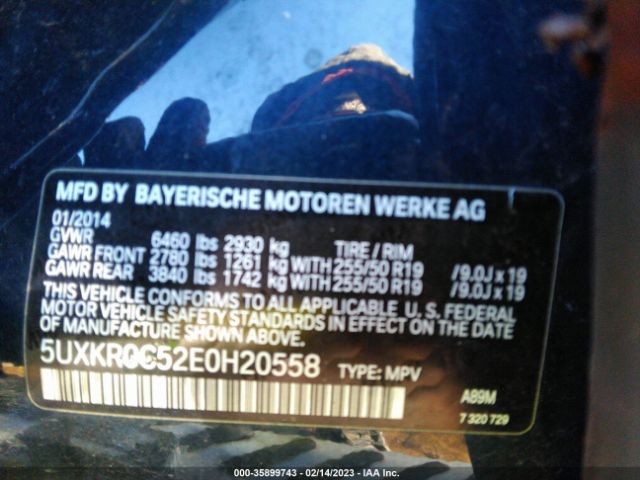 MFD BY BAYERISCHE MOTOREN WERKE AG
01/2014
GVWR 6460 lbs 2930 kg TIRE / RIM
GAWR FRONT 2780 lbs 1261 kg WITH 255/50 R19 /9.0J x 19
GAWR REAR 3840 lbs 1742 kg WITH 255/50 R19 /9.0J x 19
THIS VEHICLE CONFORMS TO ALL APPLICABLE U. S. FEDERAL
MOTOR VEHICLE SAFETY STANDARDS IN EFFECT ON THE DATE
OF MANUFACTURE SHOWN ABOVE.
5UXKR0C52E0H20558 TYPE: MPV
A89M
7 320 729
000-35899743 - 02/14/2023 - IAA Inc.